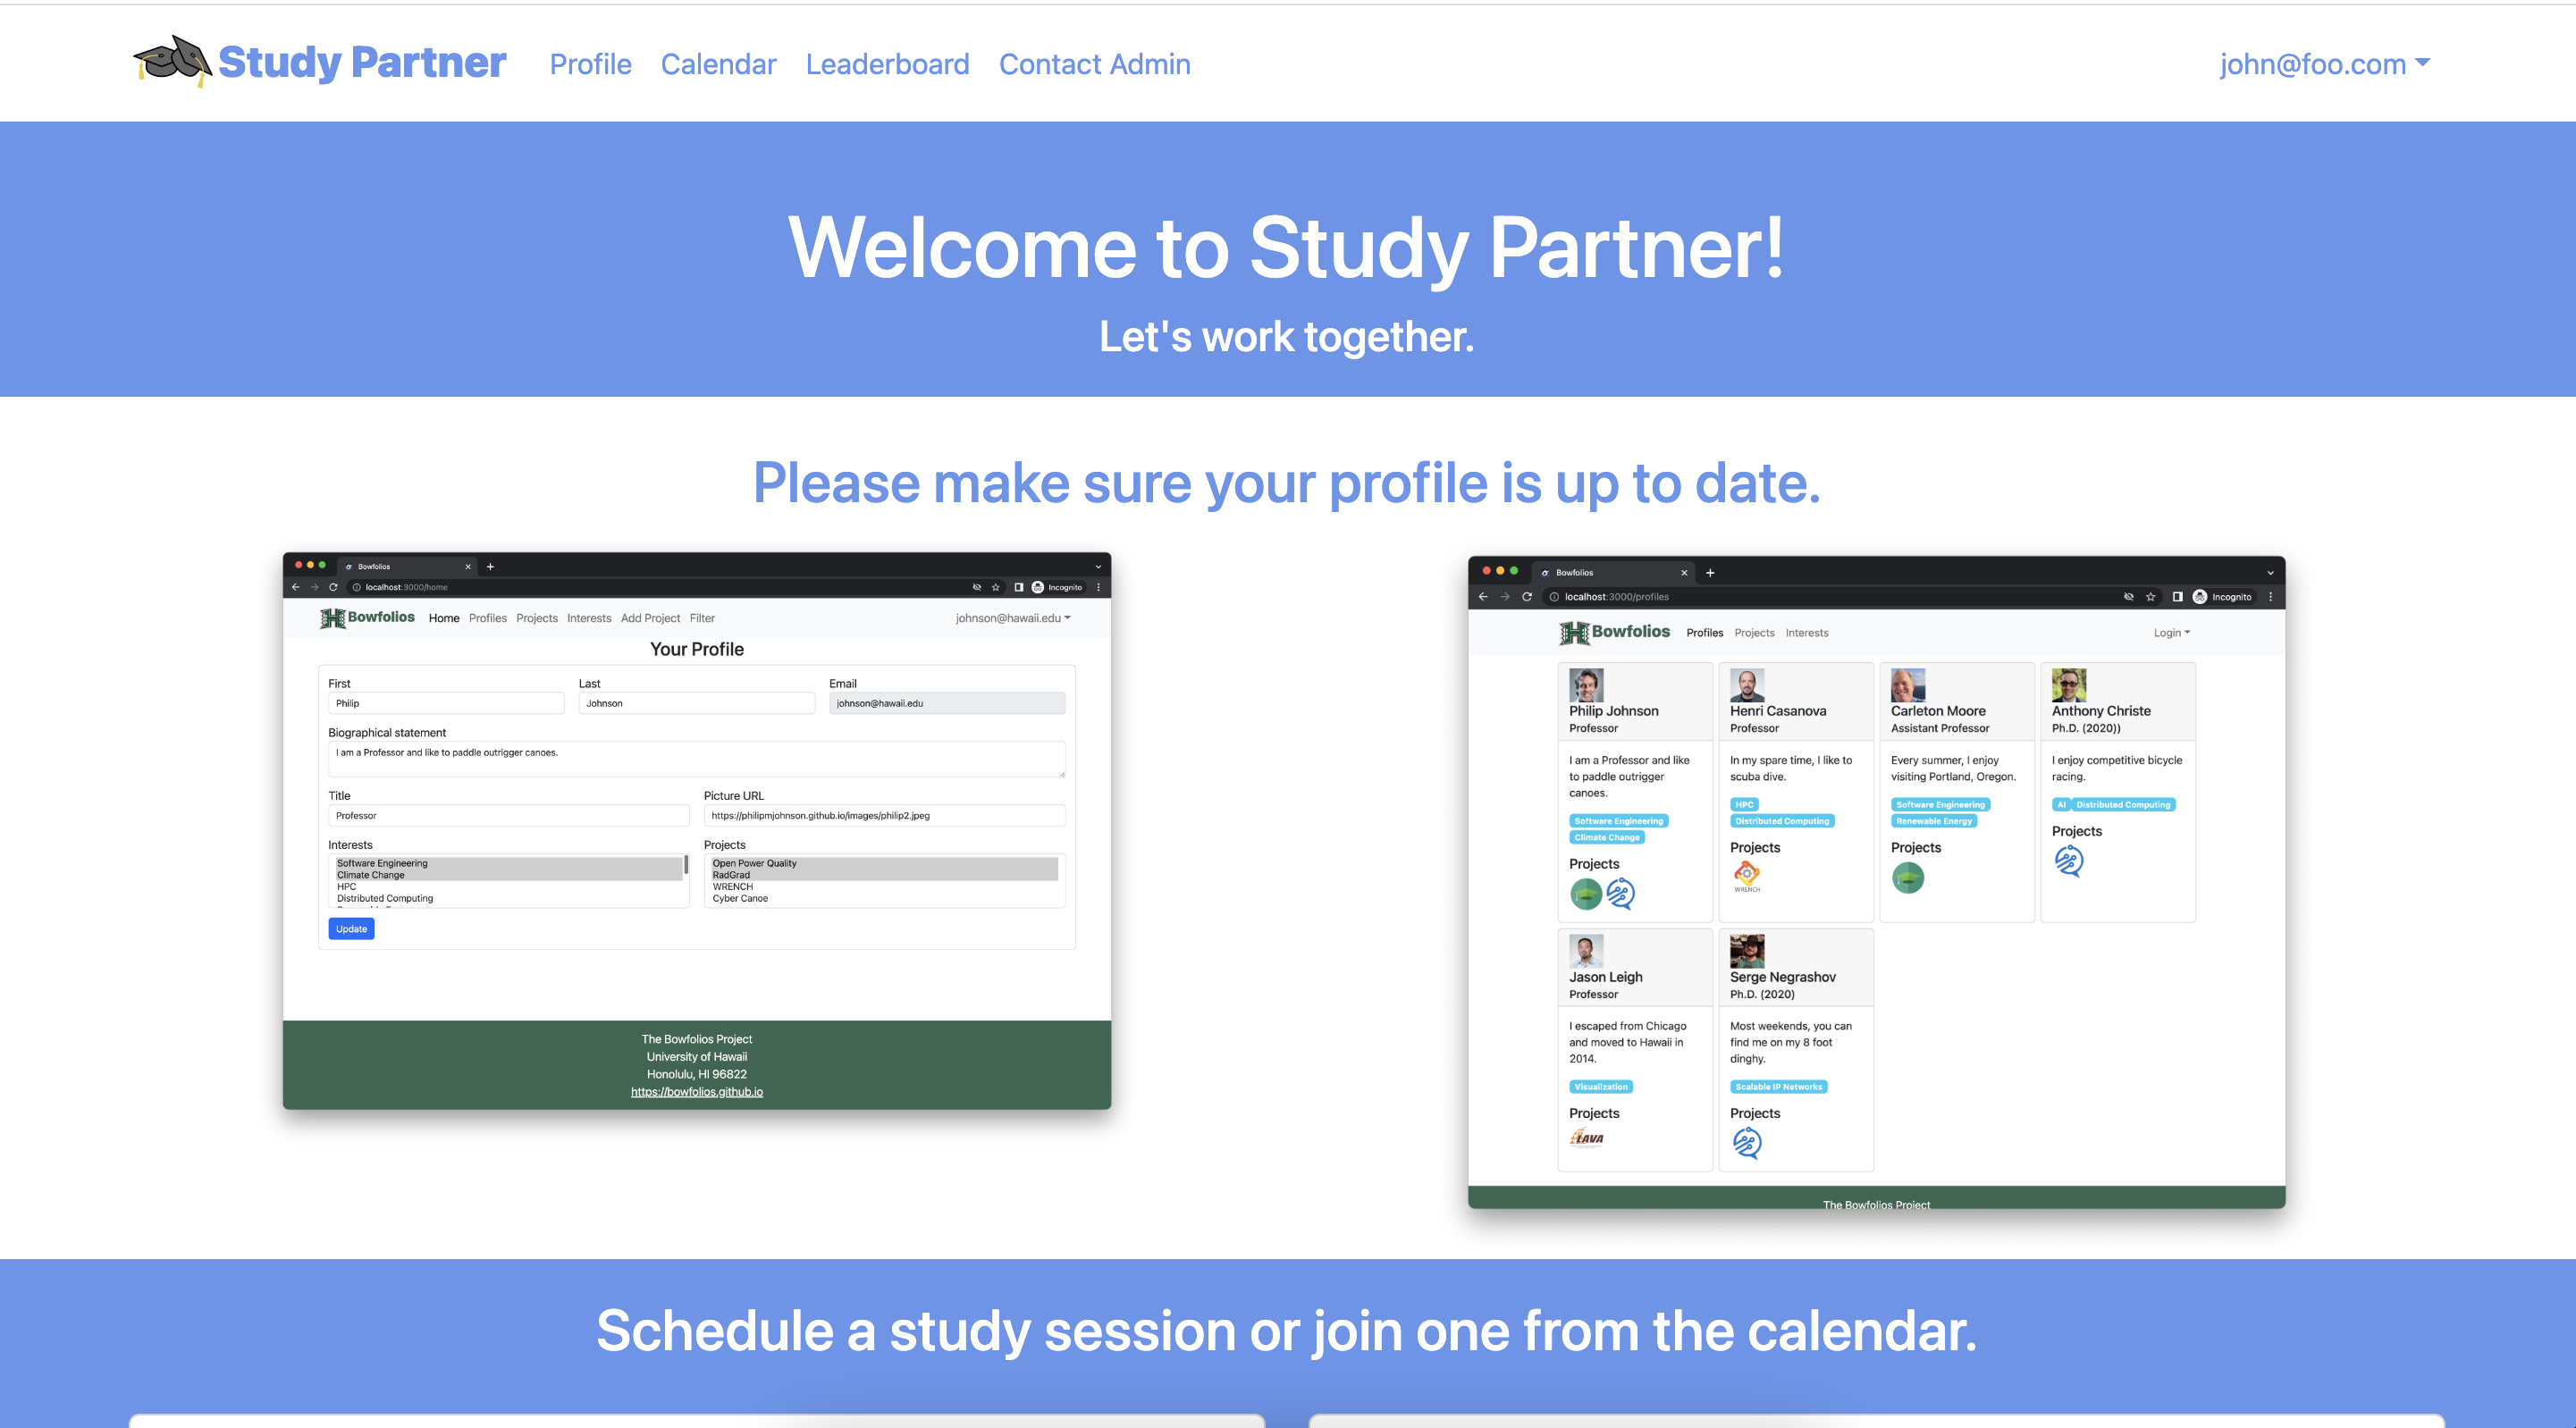 Study Partner Profile Calendar Leaderboard Contact Admin john@foo.com
Welcome to Study Partner!
Let's work together.
Please make sure your profile is up to date.
Bowfolios
localhost:3000/home Incognito
Bowfolios Home Profiles Projects Interests Add Project Filter johnson@hawaii.edu
Your Profile
First Last Email
Philip Johnson johnson@hawaii.edu
Biographical statement
I am a Professor and like to paddle outrigger canoes.
Title Picture URL
Professor https://philipmjohnson.github.io/images/philip2.jpeg
Interests Projects
Software Engineering Open Power Quality
Climate Change RadGrad
HPC WRENCH
Distributed Computing Cyber Canoe
Update
The Bowfolios Project
University of Hawaii
Honolulu, HI 96822
https://bowfolios.github.io
Bowfolios
localhost:3000/profiles Incognito
Bowfolios Profiles Projects Interests Login
Philip Johnson
Professor
I am a Professor and like
to paddle outrigger
canoes.
Software Engineering
Climate Change
Projects
Henri Casanova
Professor
In my spare time, I like to
scuba dive.
HPC
Distributed Computing
Projects
WRENCH
Carleton Moore
Assistant Professor
Every summer, I enjoy
visiting Portland, Oregon.
Software Engineering
Renewable Energy
Projects
Anthony Christe
Ph.D. (2020))
I enjoy competitive bicycle
racing.
AI Distributed Computing
Projects
Jason Leigh
Professor
I escaped from Chicago
and moved to Hawaii in
2014.
Visualization
Projects
LAVA
Serge Negrashov
Ph.D. (2020)
Most weekends, you can
find me on my 8 foot
dinghy.
Scalable IP Networks
Projects
The Bowfolios Project
Schedule a study session or join one from the calendar.